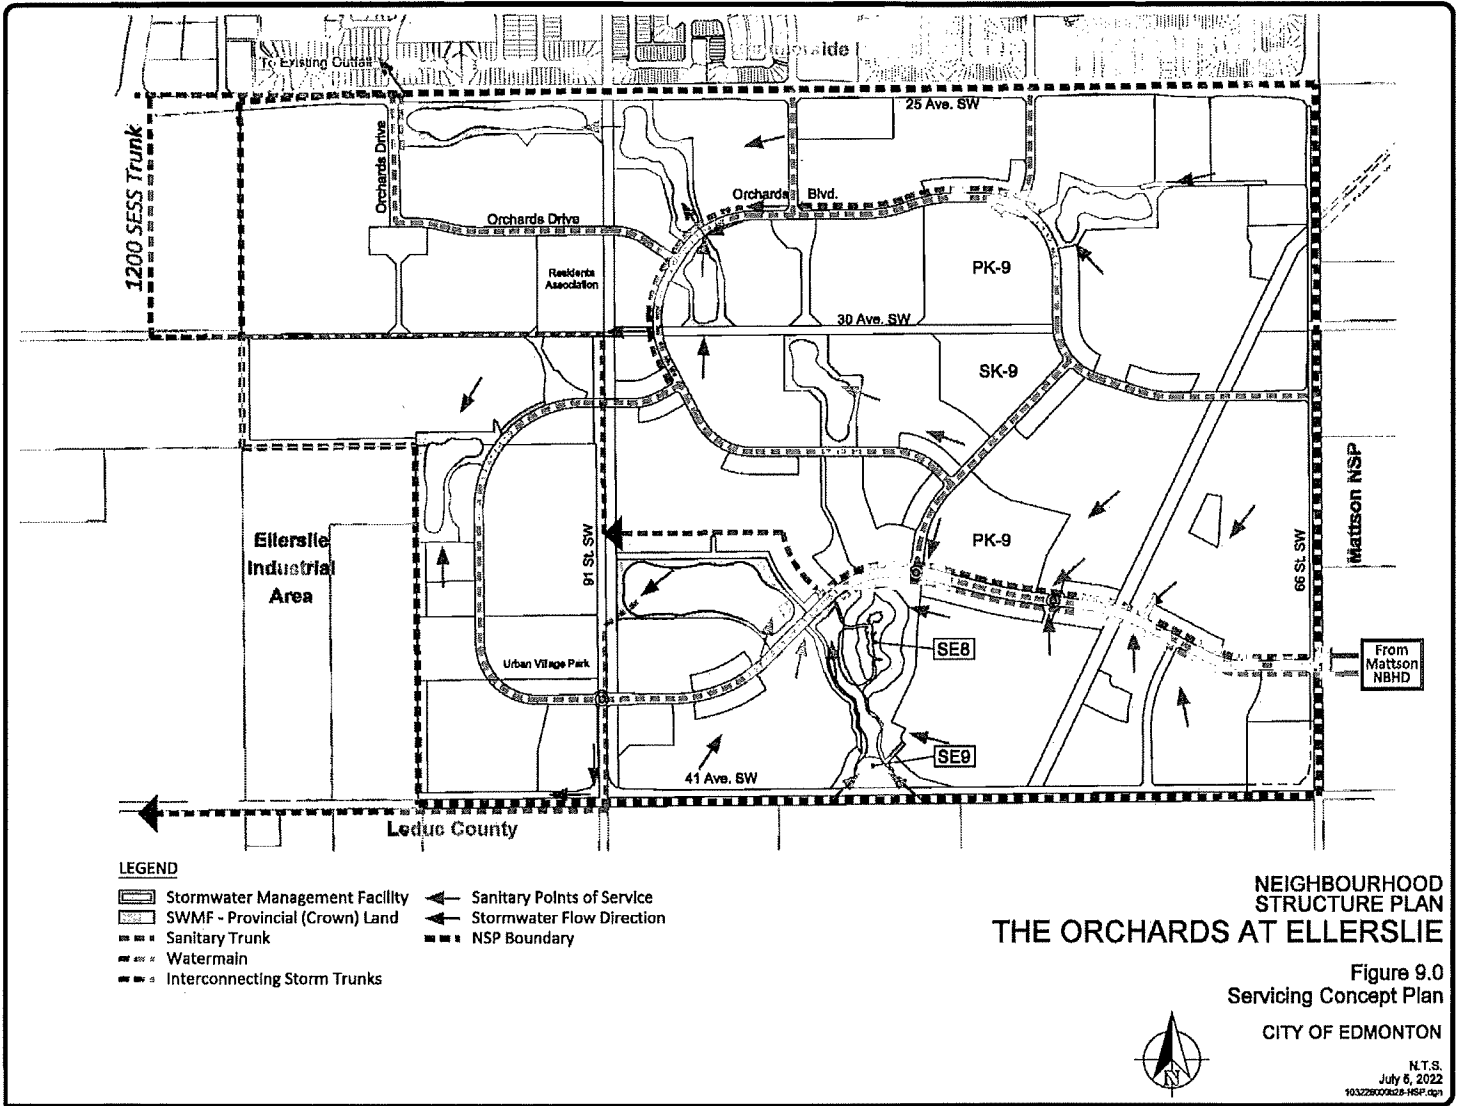 To Existing Outfall
25 Ave. SW
1200 SESS Trunk
Orchards Drive
Orchards Blvd.
Orchards Drive
Residents
Association
PK-9
30 Ave. SW
SK-9
Ellerslie
Industrial
Area
91 St. SW
PK-9
66 St. SW
Mattson NSP
SE8
Urban Village Park
From
Mattson
NBHD
SE9
41 Ave. SW
Leduc County
LEGEND
Stormwater Management Facility
SWMF - Provincial (Crown) Land
Sanitary Trunk
Watermain
Interconnecting Storm Trunks
Sanitary Points of Service
Stormwater Flow Direction
NSP Boundary
NEIGHBOURHOOD
STRUCTURE PLAN
THE ORCHARDS AT ELLERSLIE
Figure 9.0
Servicing Concept Plan
CITY OF EDMONTON
N
N.T.S.
July 6, 2022